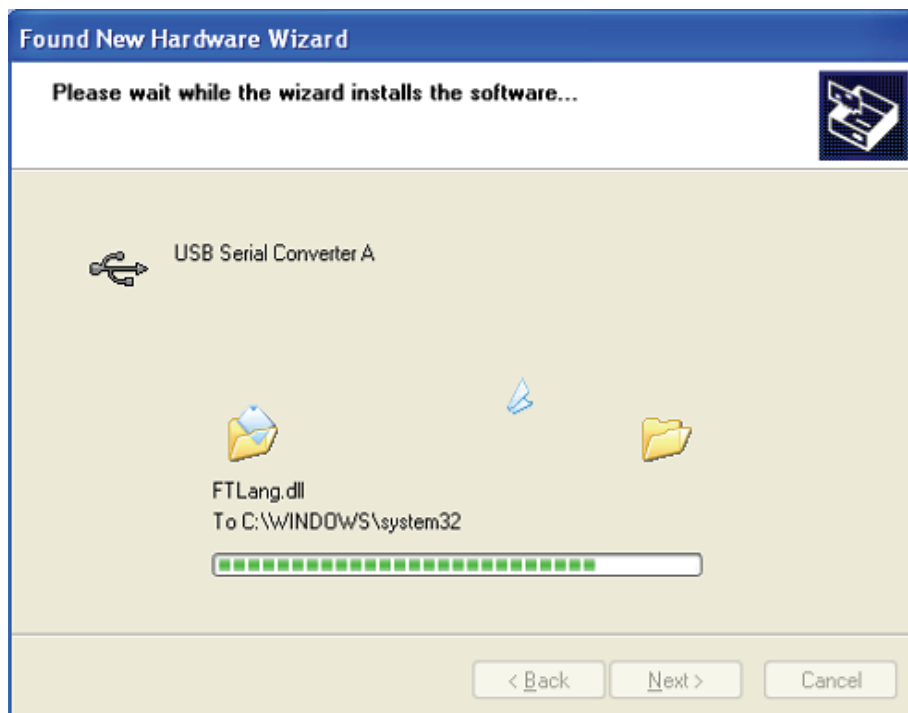 Found New Hardware Wizard
Please wait while the wizard installs the software...
USB Serial Converter A
FTLang.dll
To C:\WINDOWS\system32
< Back
Next >
Cancel